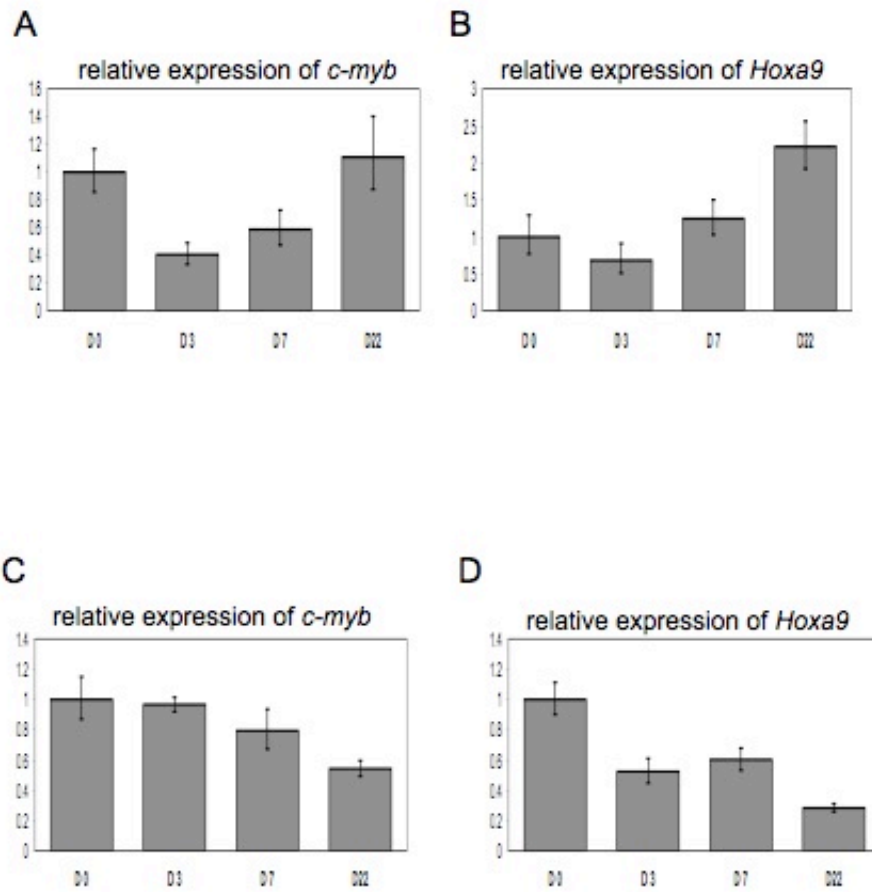 A
relative expression of c-myb
1.6
1.4
1.2
1
0.8
0.6
0.4
0.2
0
D0 D3 D7 D22
B
relative expression of Hoxa9
3
2.5
2
1.5
1
0.5
0
D0 D3 D7 D22
C
relative expression of c-myb
1.4
1.2
1
0.8
0.6
0.4
0.2
0
D0 D3 D7 D22
D
relative expression of Hoxa9
1.4
1.2
1
0.8
0.6
0.4
0.2
0
D0 D3 D7 D22